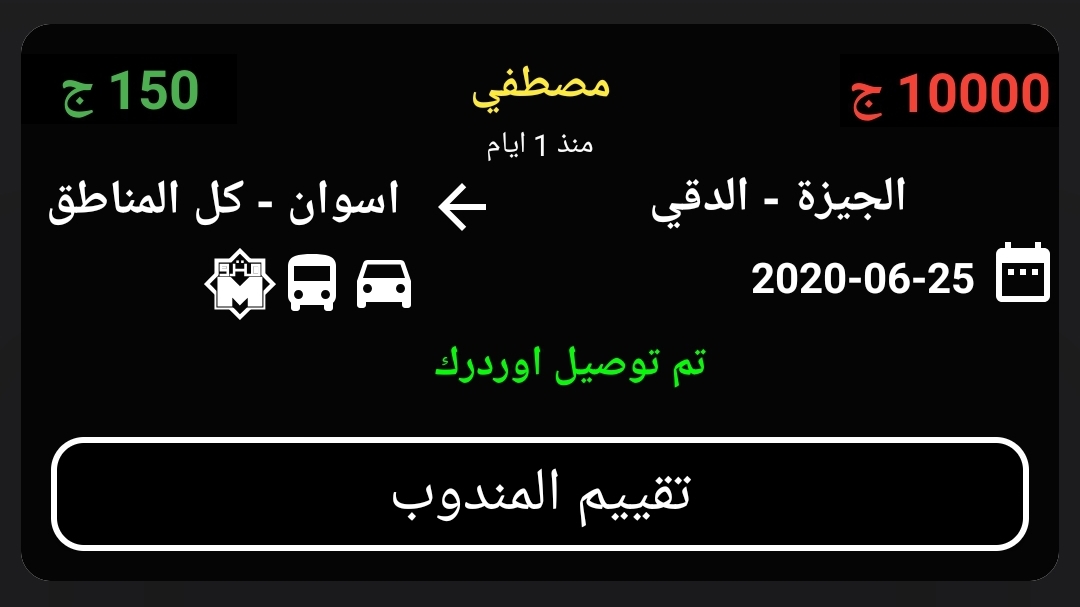 10000 ج
مصطفي
150 ج
منذ 1 ايام
الجيزة - الدقي
اسوان - كل المناطق
2020-06-25
تم توصيل اوردرك
تقييم المندوب